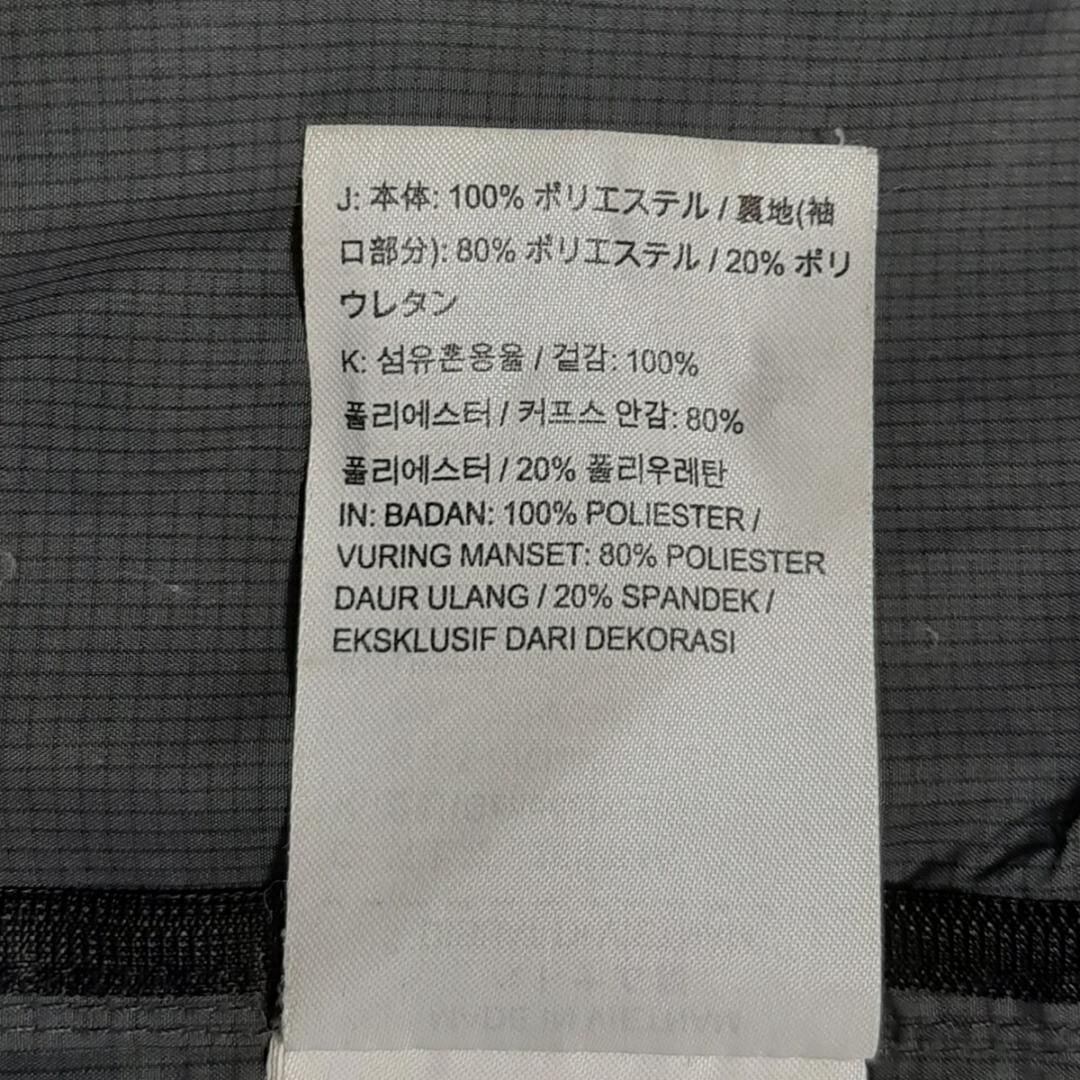 J: 本体: 100% ポリエステル / 裏地(袖
口部分): 80% ポリエステル / 20% ポリ
ウレタン
K: 섬유혼용율 / 겉감: 100%
폴리에스터 / 커프스 안감: 80%
폴리에스터 / 20% 폴리우레탄
IN: BADAN: 100% POLIESTER /
VURING MANSET: 80% POLIESTER
DAUR ULANG / 20% SPANDEK /
EKSKLUSIF DARI DEKORASI